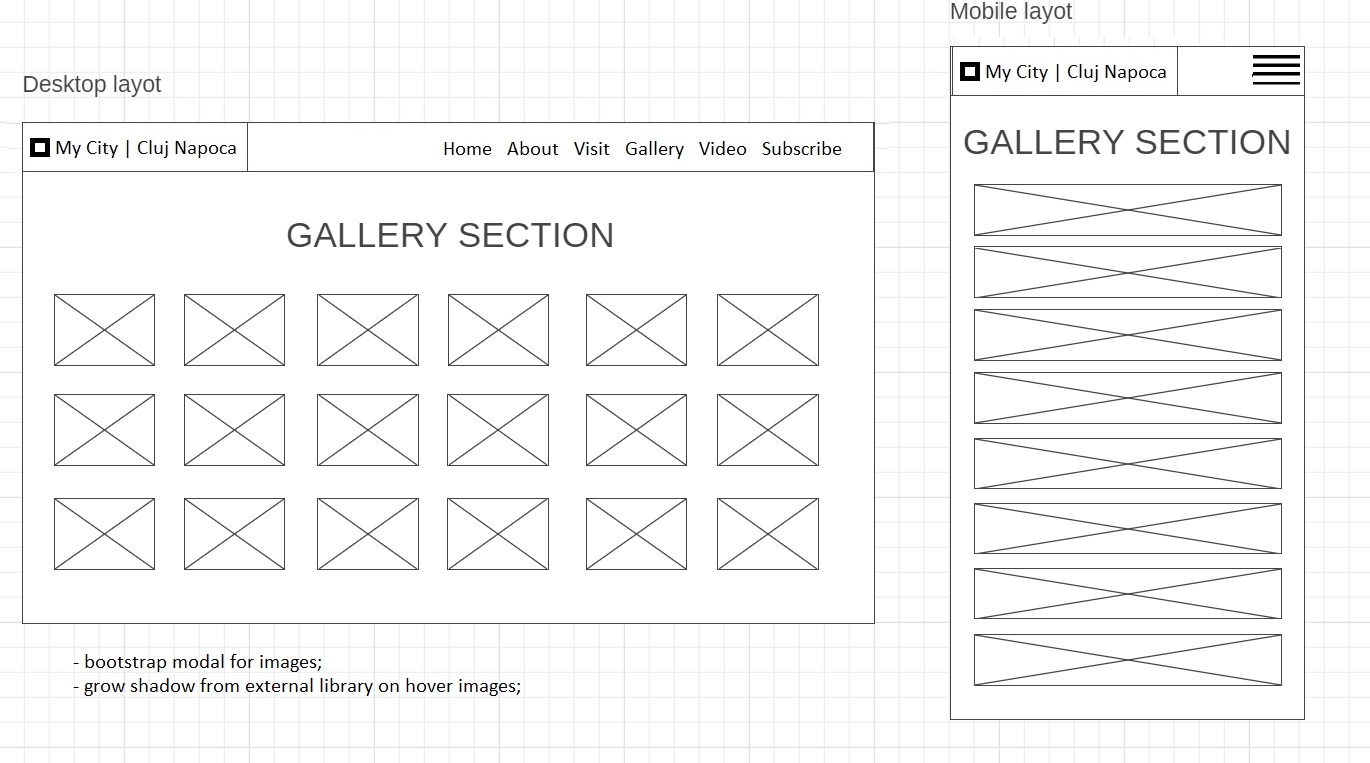 Desktop layot
My City | Cluj Napoca
Home About Visit Gallery Video Subscribe
GALLERY SECTION
- bootstrap modal for images;
- grow shadow from external library on hover images;
Mobile layot
My City | Cluj Napoca
GALLERY SECTION